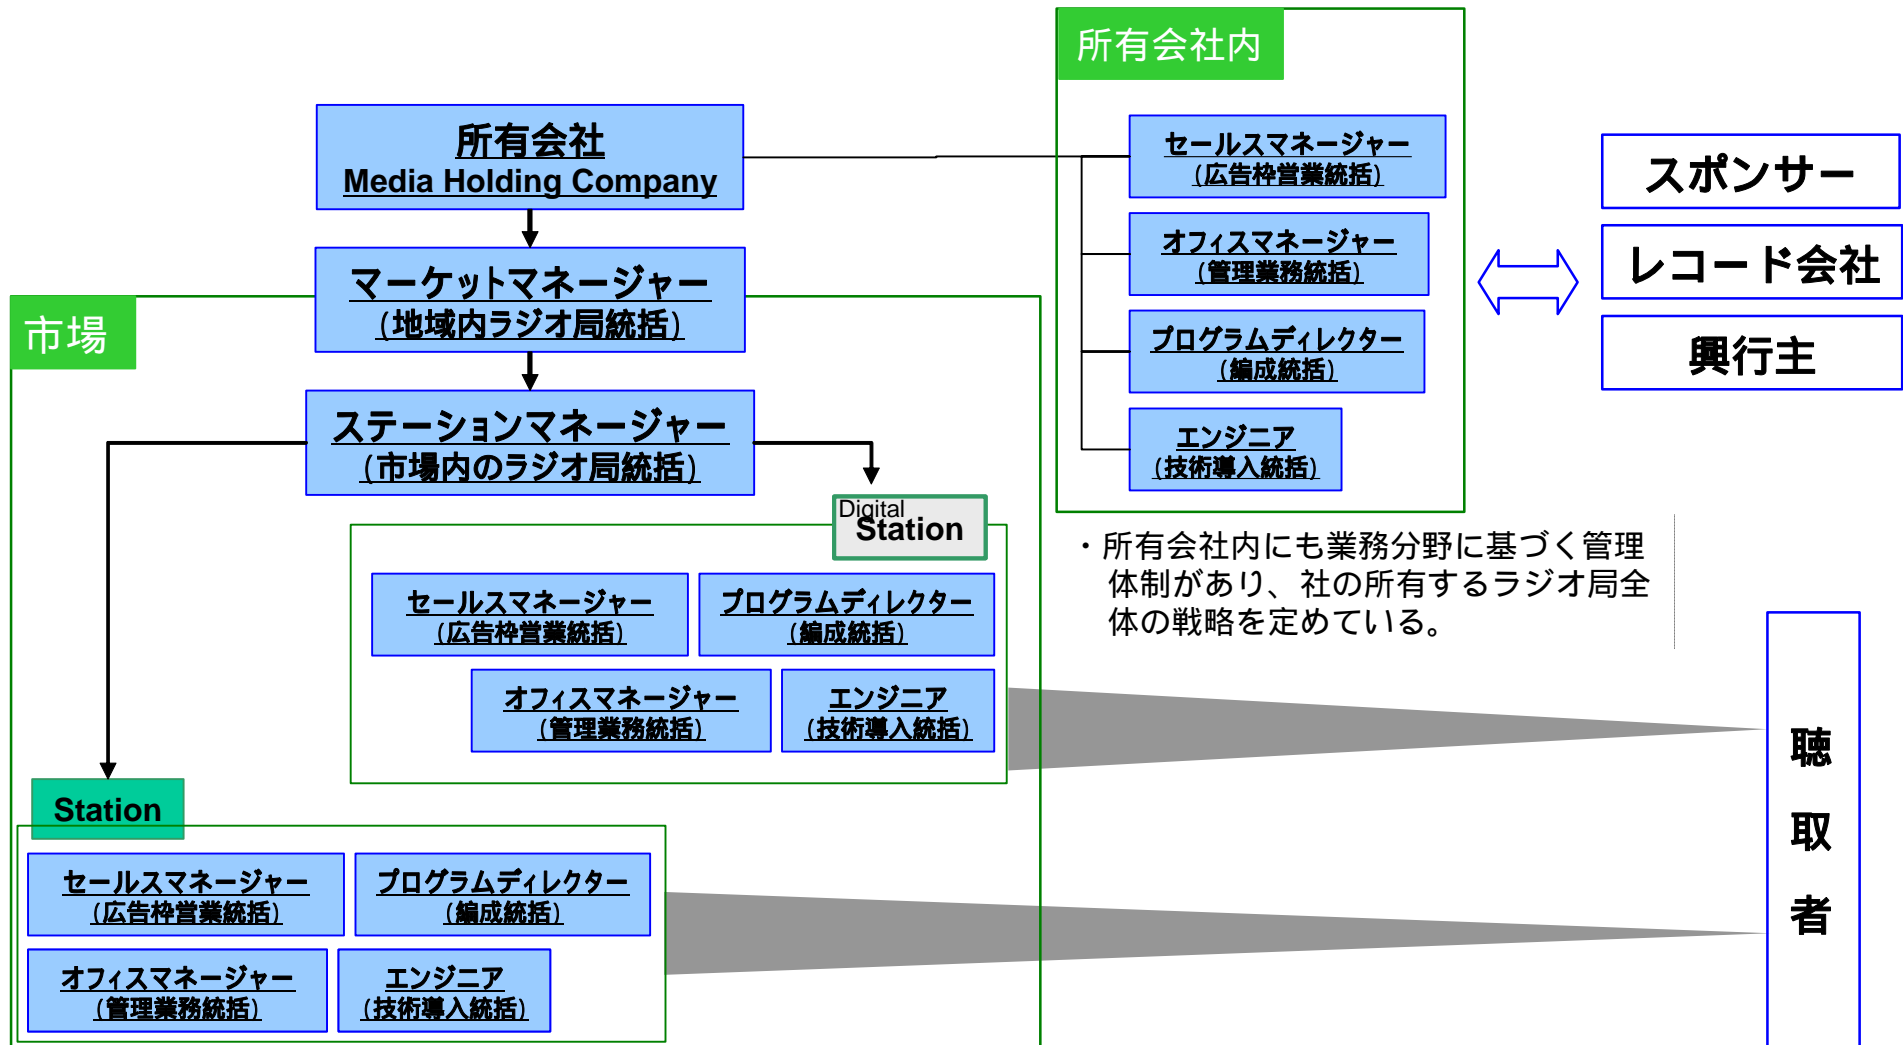 所有会社内
所有会社
Media Holding Company
セールスマネージャー
(広告枠営業統括)
オフィスマネージャー
(管理業務統括)
プログラムディレクター
(編成統括)
エンジニア
(技術導入統括)
スポンサー
レコード会社
興行主
市場
マーケットマネージャー
(地域内ラジオ局統括)
ステーションマネージャー
(市場内のラジオ局統括)
・所有会社内にも業務分野に基づく管理
体制があり、社の所有するラジオ局全
体の戦略を定めている。
Digital
Station
セールスマネージャー
(広告枠営業統括)
プログラムディレクター
(編成統括)
オフィスマネージャー
(管理業務統括)
エンジニア
(技術導入統括)
Station
セールスマネージャー
(広告枠営業統括)
プログラムディレクター
(編成統括)
オフィスマネージャー
(管理業務統括)
エンジニア
(技術導入統括)
聴取者